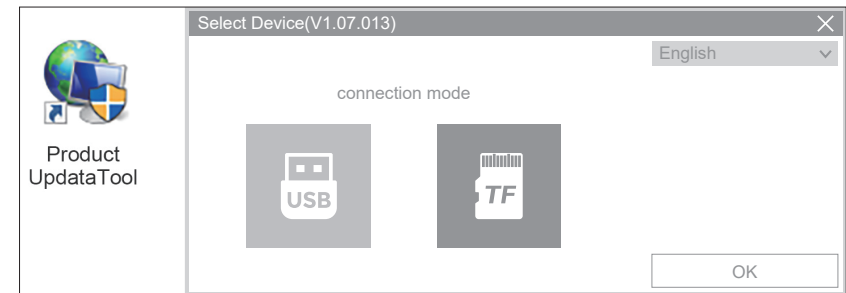 Select Device(V1.07.013)
English
connection mode
USB
TF
Product
UpdataTool
OK